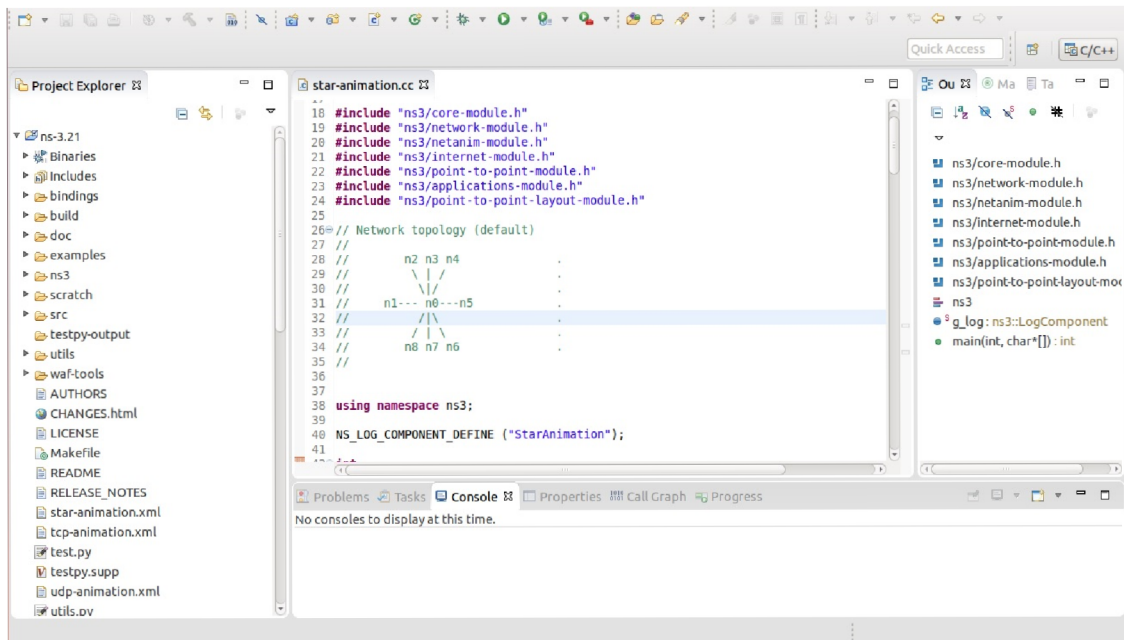 Quick Access
C/C++
Project Explorer
ns-3.21
Binaries
Includes
bindings
build
doc
examples
ns3
scratch
src
testpy-output
utils
waf-tools
AUTHORS
CHANGES.html
LICENSE
Makefile
README
RELEASE_NOTES
star-animation.xml
tcp-animation.xml
test.py
testpy.supp
udp-animation.xml
utils.py
star-animation.cc
18 #include "ns3/core-module.h"
19 #include "ns3/network-module.h"
20 #include "ns3/netanim-module.h"
21 #include "ns3/internet-module.h"
22 #include "ns3/point-to-point-module.h"
23 #include "ns3/applications-module.h"
24 #include "ns3/point-to-point-layout-module.h"
25
26 // Network topology (default)
27 //
28 //        n2 n3 n4              .
29 //         \ | /                .
30 //          \|/                 .
31 //     n1--- n0---n5            .
32 //          /|\                 .
33 //         / | \                .
34 //        n8 n7 n6              .
35 //
36
37
38 using namespace ns3;
39
40 NS_LOG_COMPONENT_DEFINE ("StarAnimation");
41
Ou Ma Ta
ns3/core-module.h
ns3/network-module.h
ns3/netanim-module.h
ns3/internet-module.h
ns3/point-to-point-module.h
ns3/applications-module.h
ns3/point-to-point-layout-mo
ns3
g_log : ns3::LogComponent
main(int, char*[]) : int
Problems Tasks Console Properties Call Graph Progress
No consoles to display at this time.